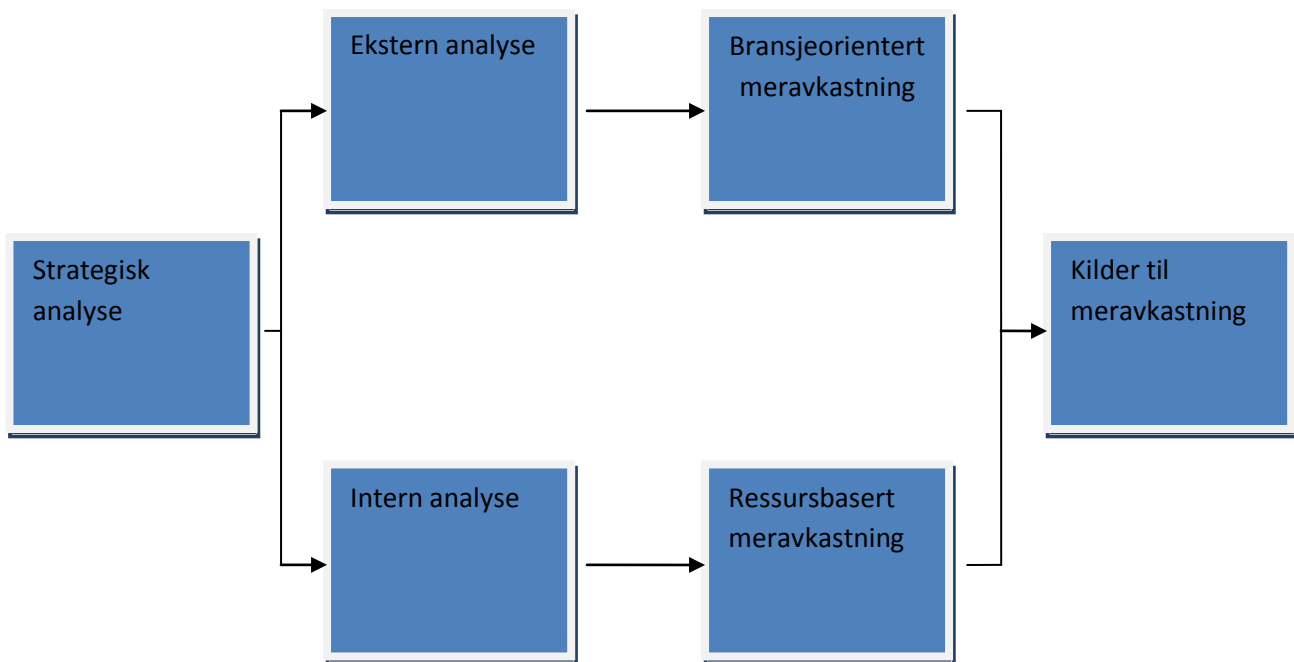 Strategisk
analyse
Ekstern analyse
Bransjeorientert
meravkastning
Intern analyse
Ressursbasert
meravkastning
Kilder til
meravkastning